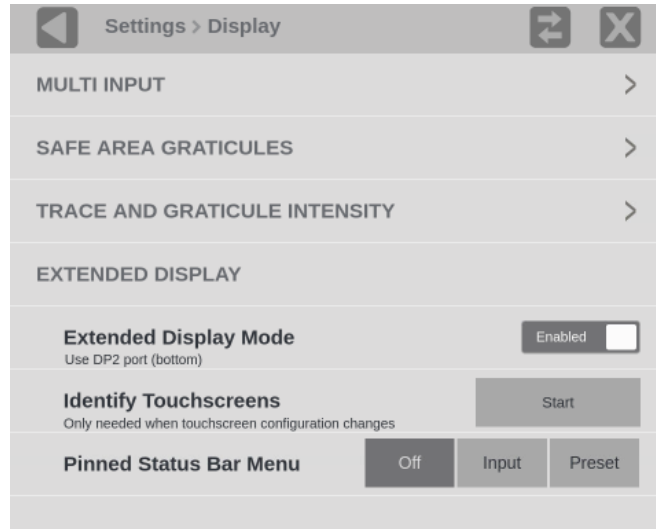 Settings > Display
MULTI INPUT
SAFE AREA GRATICULES
TRACE AND GRATICULE INTENSITY
EXTENDED DISPLAY
Extended Display Mode
Enabled
Use DP2 port (bottom)
Identify Touchscreens
Start
Only needed when touchscreen configuration changes
Pinned Status Bar Menu
Off Input Preset